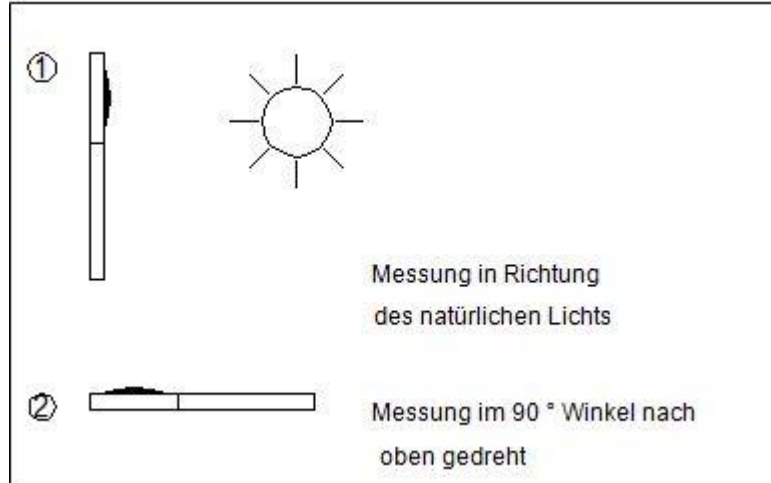 ①
Messung in Richtung
des natürlichen Lichts
②
Messung im 90 ° Winkel nach
oben gedreht